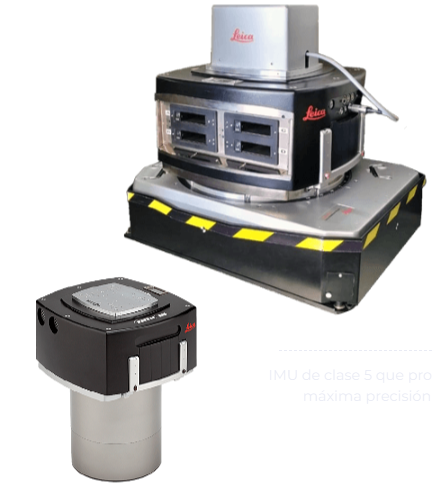 Leica
Leica
Leica
IMU de clase 5 que pro
máxima precisión